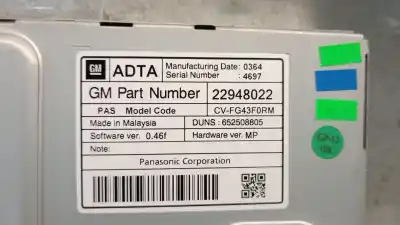 GM
ADTA
Manufacturing Date: 0364
Serial Number : 4697
GM Part Number 22948022
PAS Model Code CV-FG43F0RM
Made in Malaysia DUNS : 652508805
Software ver. 0.46f Hardware ver. MP
Note:
Panasonic Corporation